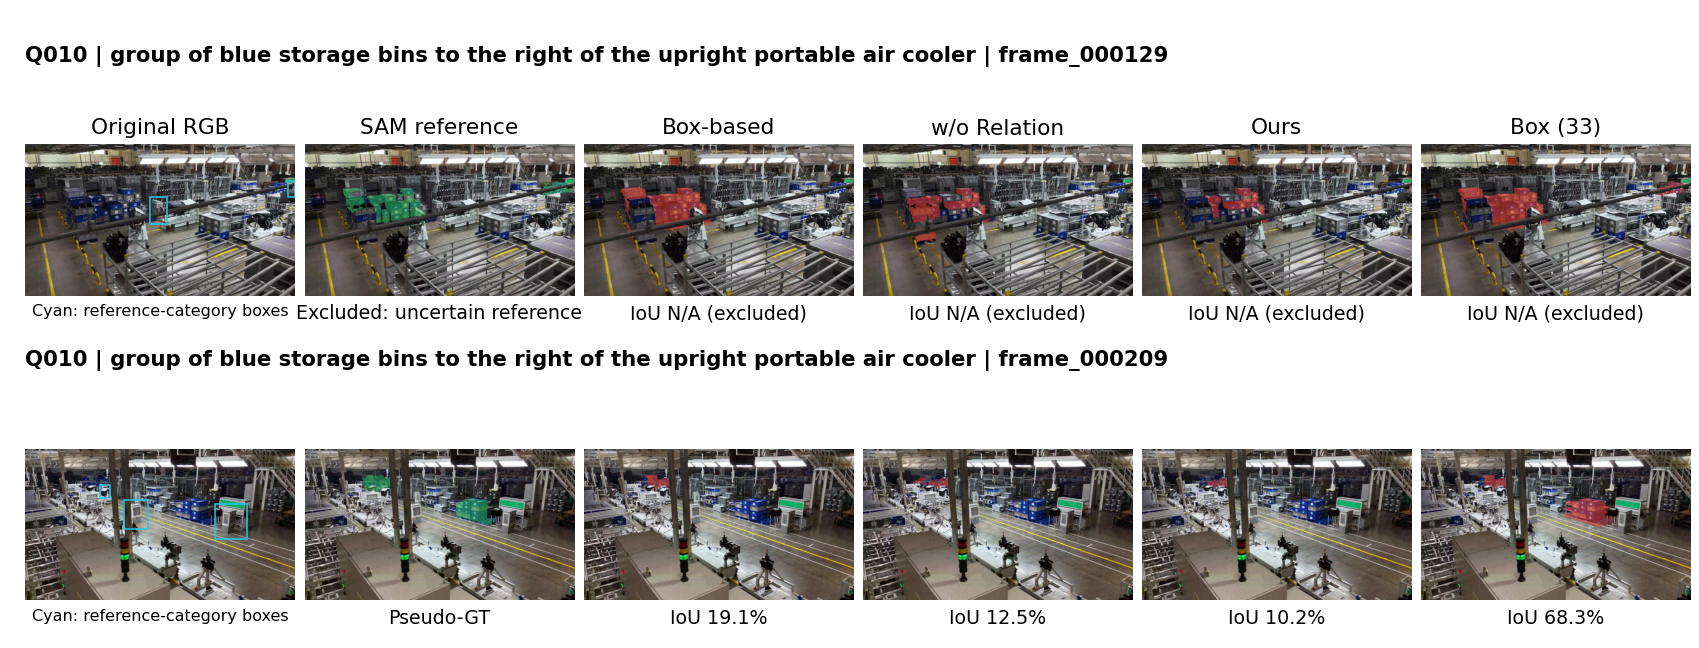 Q010 | group of blue storage bins to the right of the upright portable air cooler | frame_000129
Original RGB
SAM reference
Box-based
w/o Relation
Ours
Box (33)
Cyan: reference-category boxes
Excluded: uncertain reference
IoU N/A (excluded)
IoU N/A (excluded)
IoU N/A (excluded)
IoU N/A (excluded)
Q010 | group of blue storage bins to the right of the upright portable air cooler | frame_000209
Cyan: reference-category boxes
Pseudo-GT
IoU 19.1%
IoU 12.5%
IoU 10.2%
IoU 68.3%